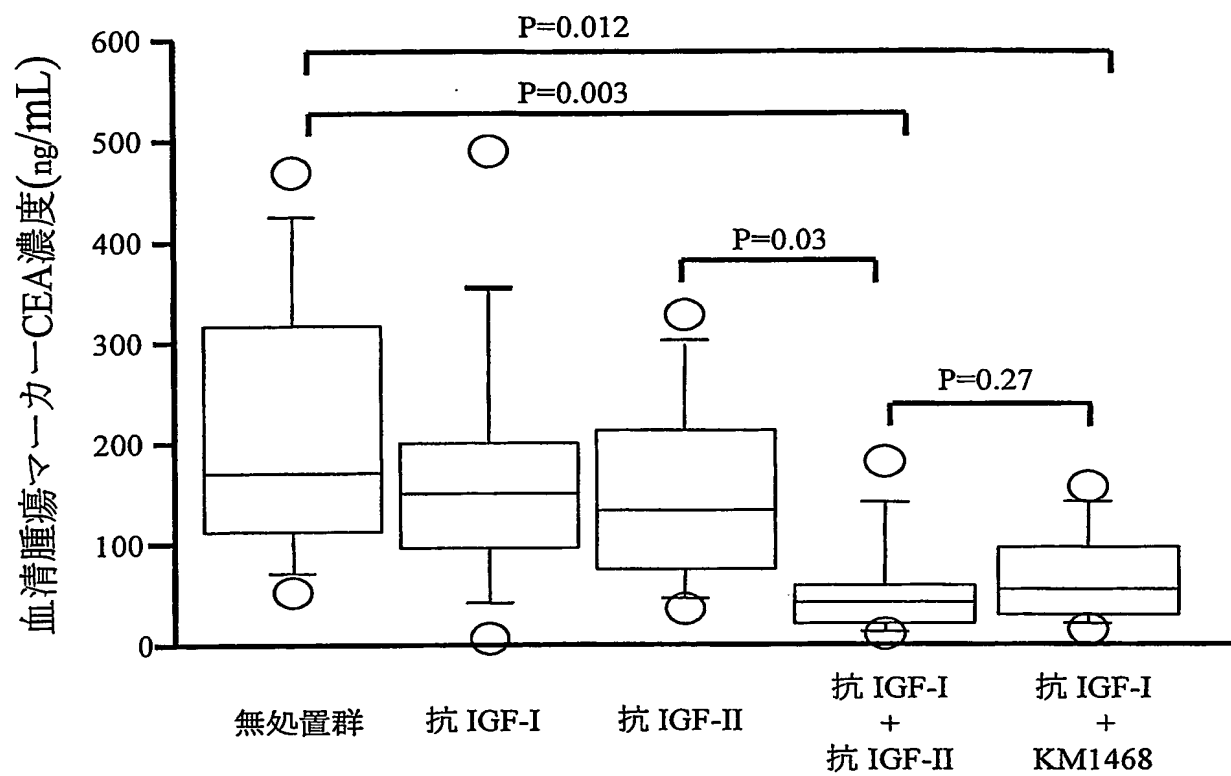 血清腫瘍マーカーCEA濃度(ng/mL)
600
500
400
300
200
100
0
P=0.012
P=0.003
P=0.03
P=0.27
無処置群
抗 IGF-I
抗 IGF-II
抗 IGF-I
+
抗 IGF-II
抗 IGF-I
+
KM1468